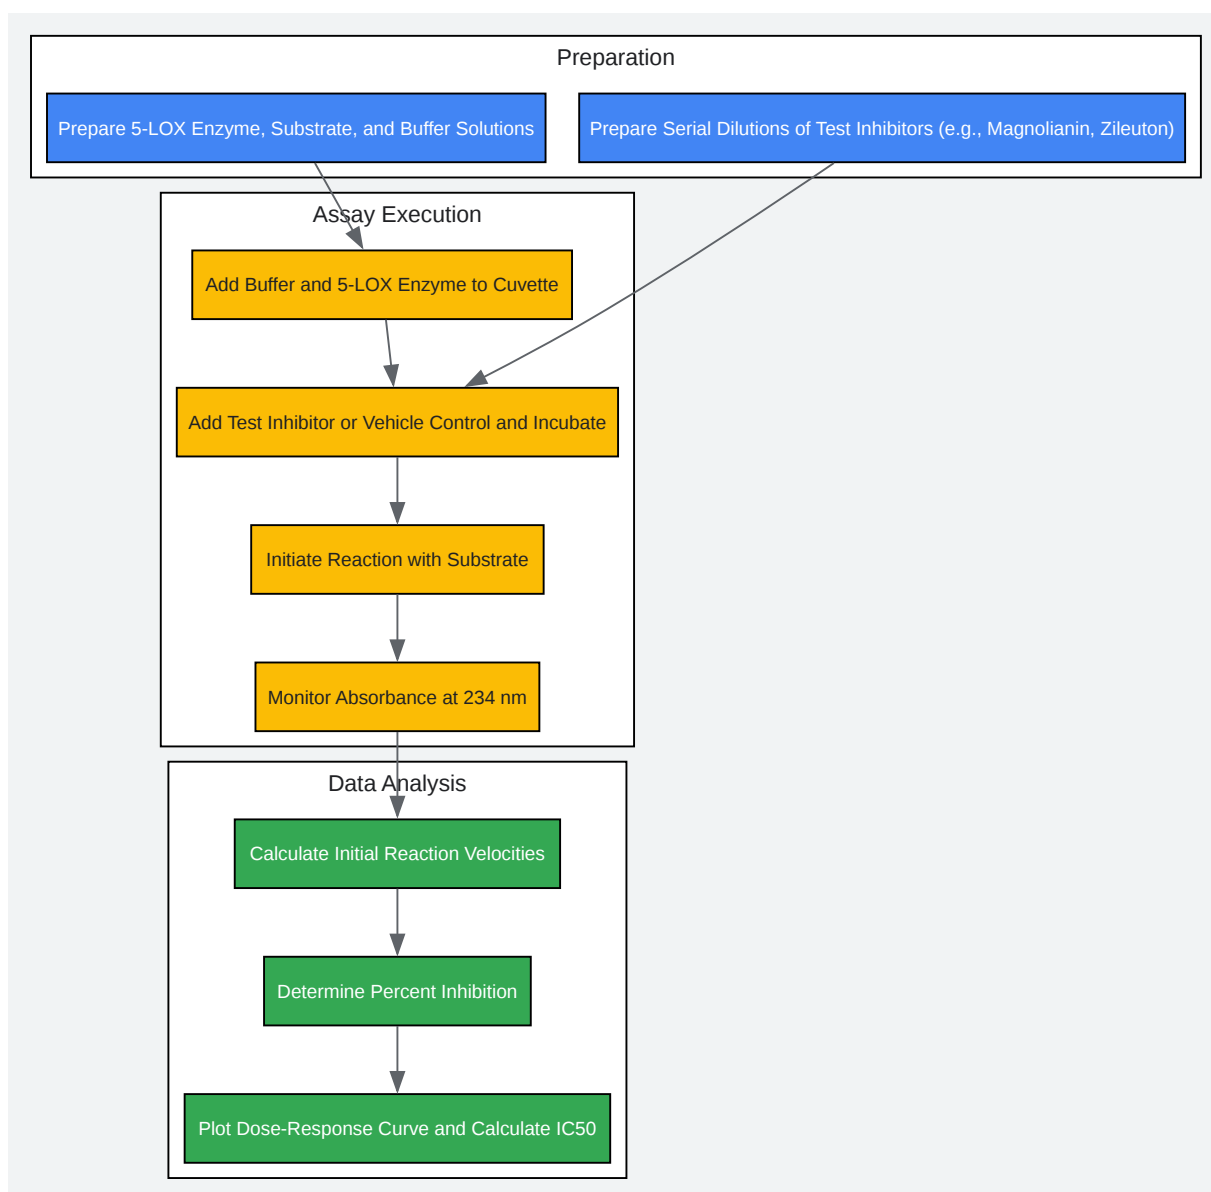 Preparation
Prepare 5-LOX Enzyme, Substrate, and Buffer Solutions
Prepare Serial Dilutions of Test Inhibitors (e.g., Magnolianin, Zileuton)
Assay Execution
Add Buffer and 5-LOX Enzyme to Cuvette
Add Test Inhibitor or Vehicle Control and Incubate
Initiate Reaction with Substrate
Monitor Absorbance at 234 nm
Data Analysis
Calculate Initial Reaction Velocities
Determine Percent Inhibition
Plot Dose-Response Curve and Calculate IC50